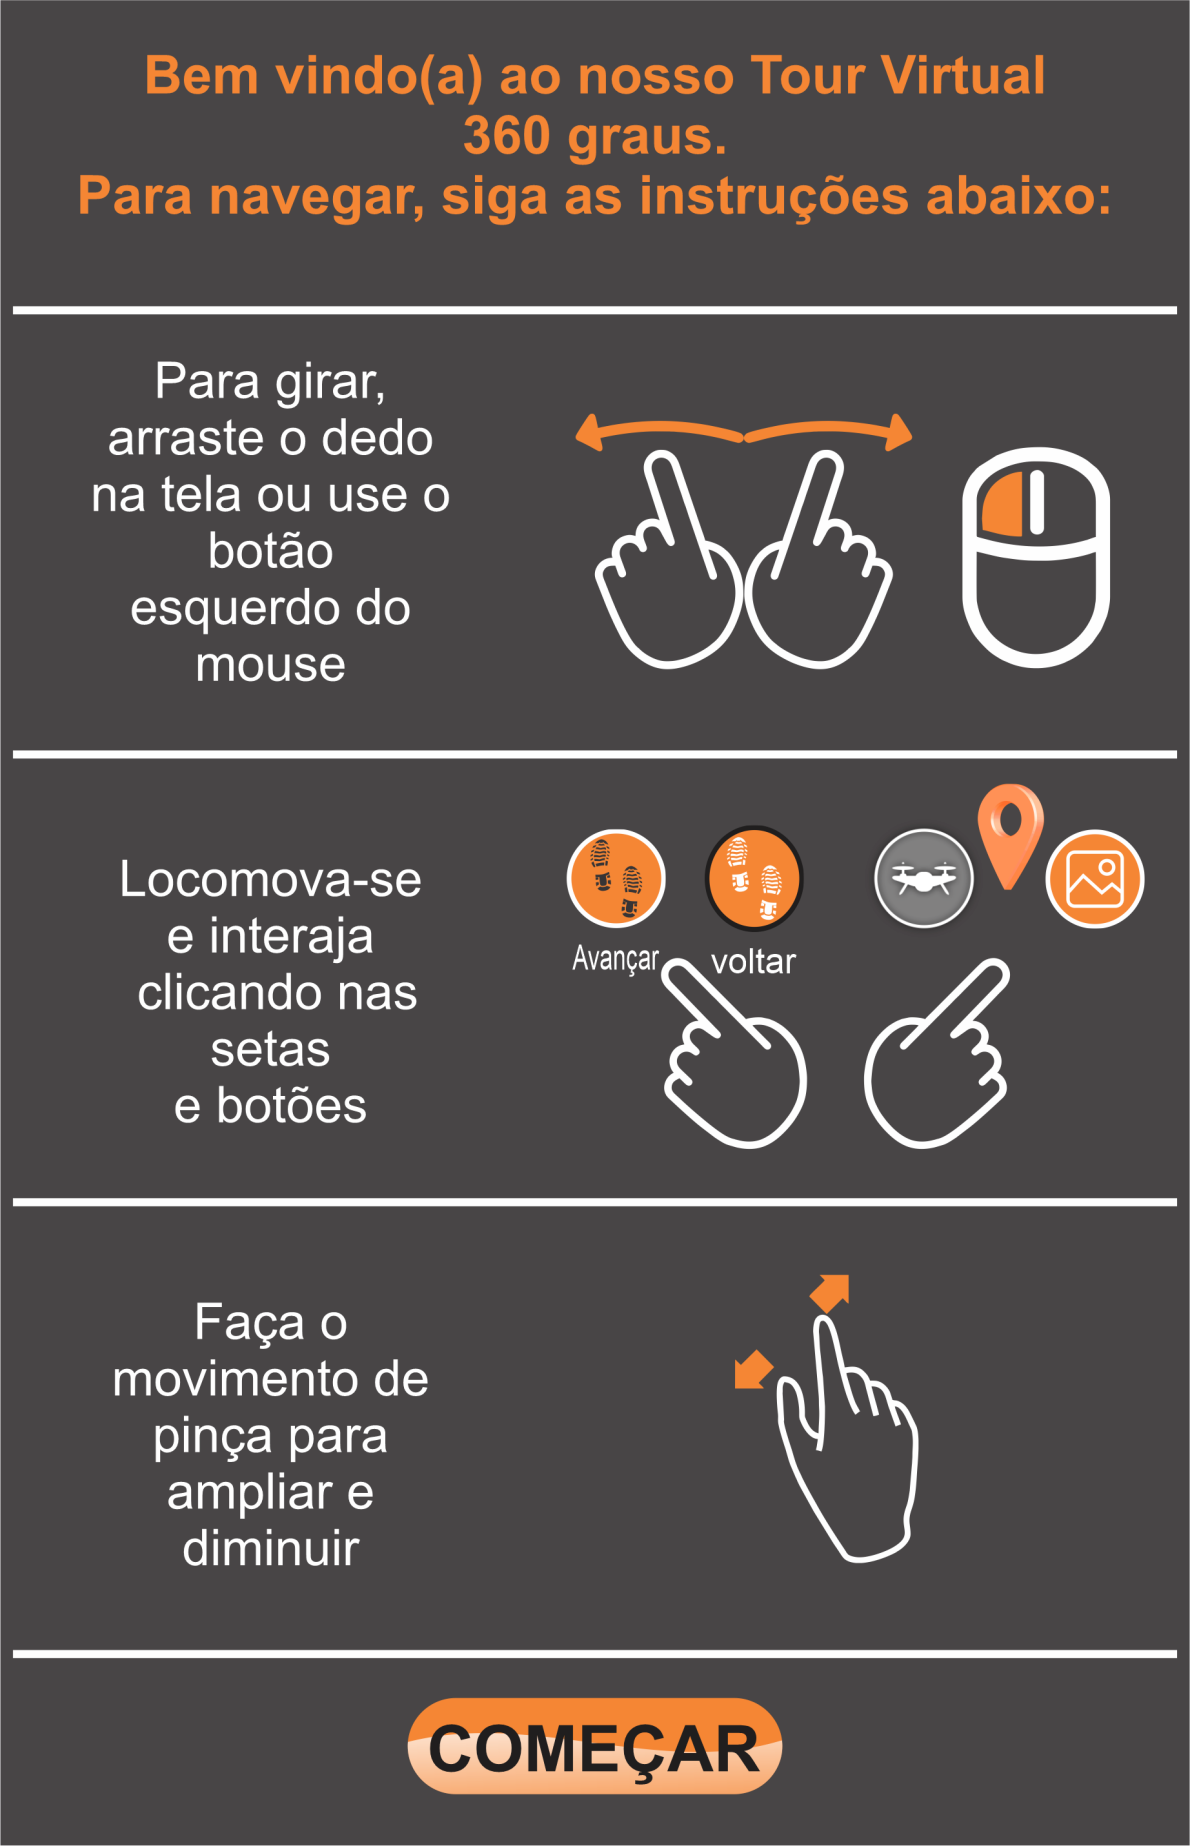 Bem vindo(a) ao nosso Tour Virtual
360 graus.
Para navegar, siga as instruções abaixo:
Para girar,
arraste o dedo
na tela ou use o
botão
esquerdo do
mouse
Locomova-se
e interaja
clicando nas
setas
e botões
Avançar
voltar
Faça o
movimento de
pinça para
ampliar e
diminuir
COMEÇAR